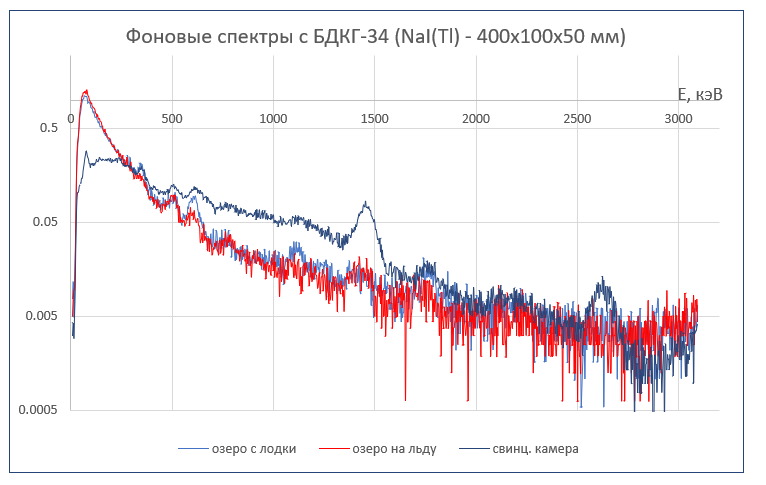 Фоновые спектры с БДКГ-34 (NaI(Tl) - 400х100х50 мм)
Е, кэВ
0 500 1000 1500 2000 2500 3000
0.5
0.05
0.005
0.0005
озеро с лодки озеро на льду свинц. камера